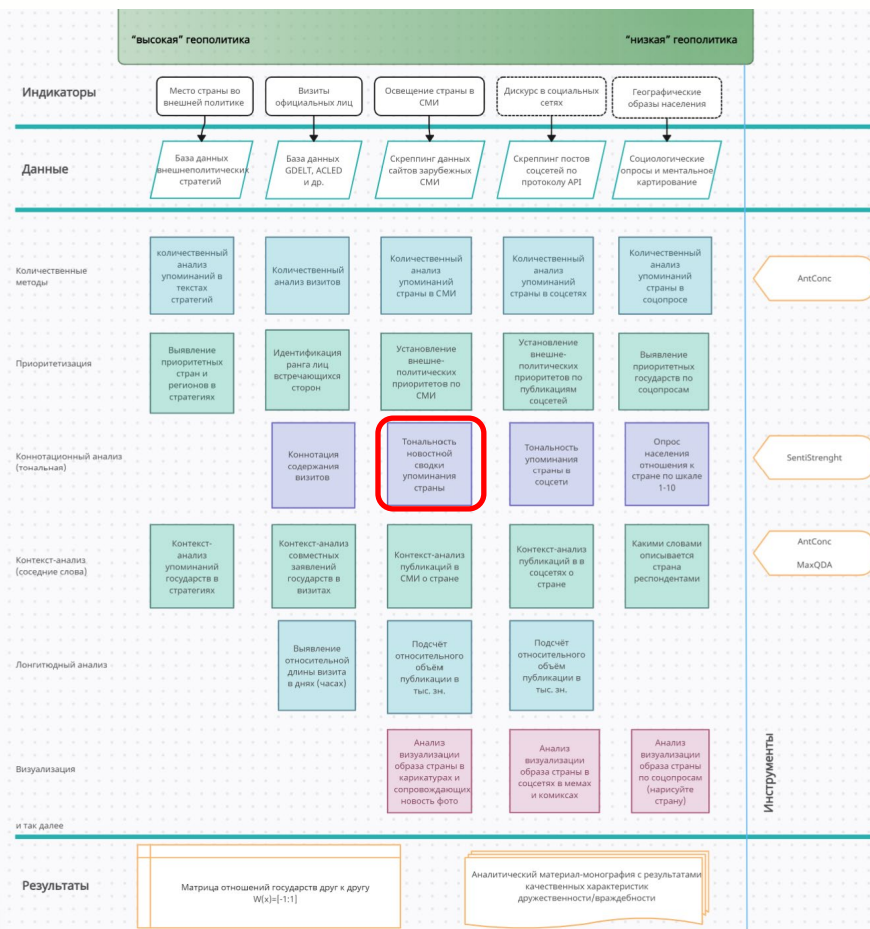 "высокая" геополитика
"низкая" геополитика
Индикаторы
Место страны во
внешней политике
Визиты
официальных лиц
Освещение страны в
СМИ
Дискурс в социальных
сетях
Географические
образы населения
Данные
База данных
внешнеполитических
стратегий
База данных
GDELT, ACLED
и др.
Скреппинг данных
сайтов зарубежных
СМИ
Скреппинг постов
соцсетей по
протоколу API
Социологические
опросы и ментальное
картирование
Количественные
методы
количественный
анализ
упоминаний в
текстах
стратегий
Количественный
анализ визитов
Количественный
анализ
упоминаний
страны в СМИ
Количественный
анализ
упоминаний
страны в соцсетях
Количественный
анализ
упоминаний
страны в
соцопросе
AntConc
Приоритетизация
Выявление
приоритетных
стран и
регионов в
стратегиях
Идентификация
ранга лиц
встречающихся
сторон
Установление
внешне-
политических
приоритетов по
СМИ
Установление
внешне-
политических
приоритетов по
публикациям
соцсетей
Выявление
приоритетных
государств по
соцопросам
Коннотационный анализ
(тональная)
Коннотация
содержания
визитов
Тональность
новостной
сводки
упоминания
страны
Тональность
упоминания
страны в
соцсети
Опрос
населения
отношения к
стране по шкале
1-10
SentiStrenght
Контекст-анализ
(соседние слова)
Контекст-
анализ
упоминаний
государств в
стратегиях
Контекст-анализ
совместных
заявлений
государств в
визитах
Контекст-анализ
публикаций в
СМИ о стране
Контекст-анализ
публикаций в в
соцсетях о
стране
Какими словами
описывается
страна
респондентами
AntConc
MaxQDA
Лонгитюдный анализ
Выявление
относительной
длины визита
в днях (часах)
Подсчёт
относительного
объём
публикации в
тыс. зн.
Подсчёт
относительного
объём
публикации в
тыс. зн.
Визуализация
Анализ
визуализации
образа страны в
карикатурах и
сопровождающих
новость фото
Анализ
визуализации
образа страны в
соцсетях в мемах
и комиксах
Анализ
визуализации
образа страны
по соцопросам
(нарисуйте
страну)
Инструменты
и так далее
Результаты
Матрица отношений государств друг к другу
W(x)=[-1:1]
Аналитический материал-монография с результатами
качественных характеристик
дружественности/враждебности